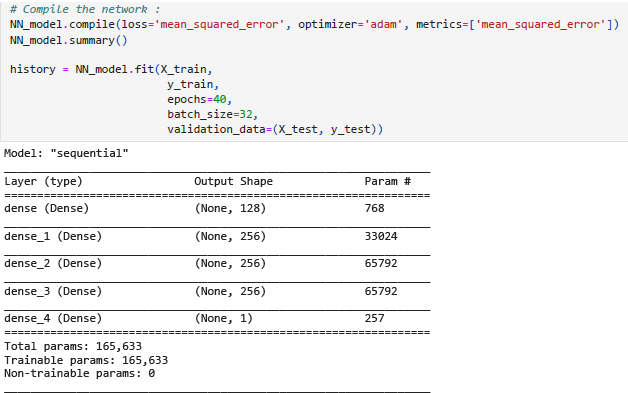 # Compile the network :
NN_model.compile(loss='mean_squared_error', optimizer='adam', metrics=['mean_squared_error'])
NN_model.summary()
history = NN_model.fit(X_train,
y_train,
epochs=40,
batch_size=32,
validation_data=(X_test, y_test))
Model: "sequential"
_________________________________________________________________
Layer (type) Output Shape Param #
=================================================================
dense (Dense) (None, 128) 768
_________________________________________________________________
dense_1 (Dense) (None, 256) 33024
_________________________________________________________________
dense_2 (Dense) (None, 256) 65792
_________________________________________________________________
dense_3 (Dense) (None, 256) 65792
_________________________________________________________________
dense_4 (Dense) (None, 1) 257
=================================================================
Total params: 165,633
Trainable params: 165,633
Non-trainable params: 0
_________________________________________________________________